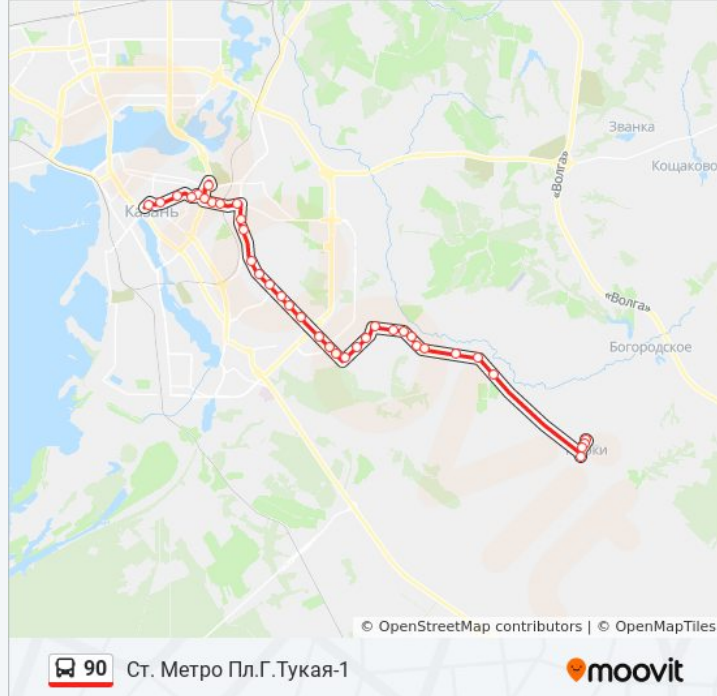 Званка
Кощаково
«Волга»
Казань
«Волга»
Богородское
© OpenStreetMap contributors | © OpenMapTiles
90 Ст. Метро Пл.Г.Тукая-1 moovit